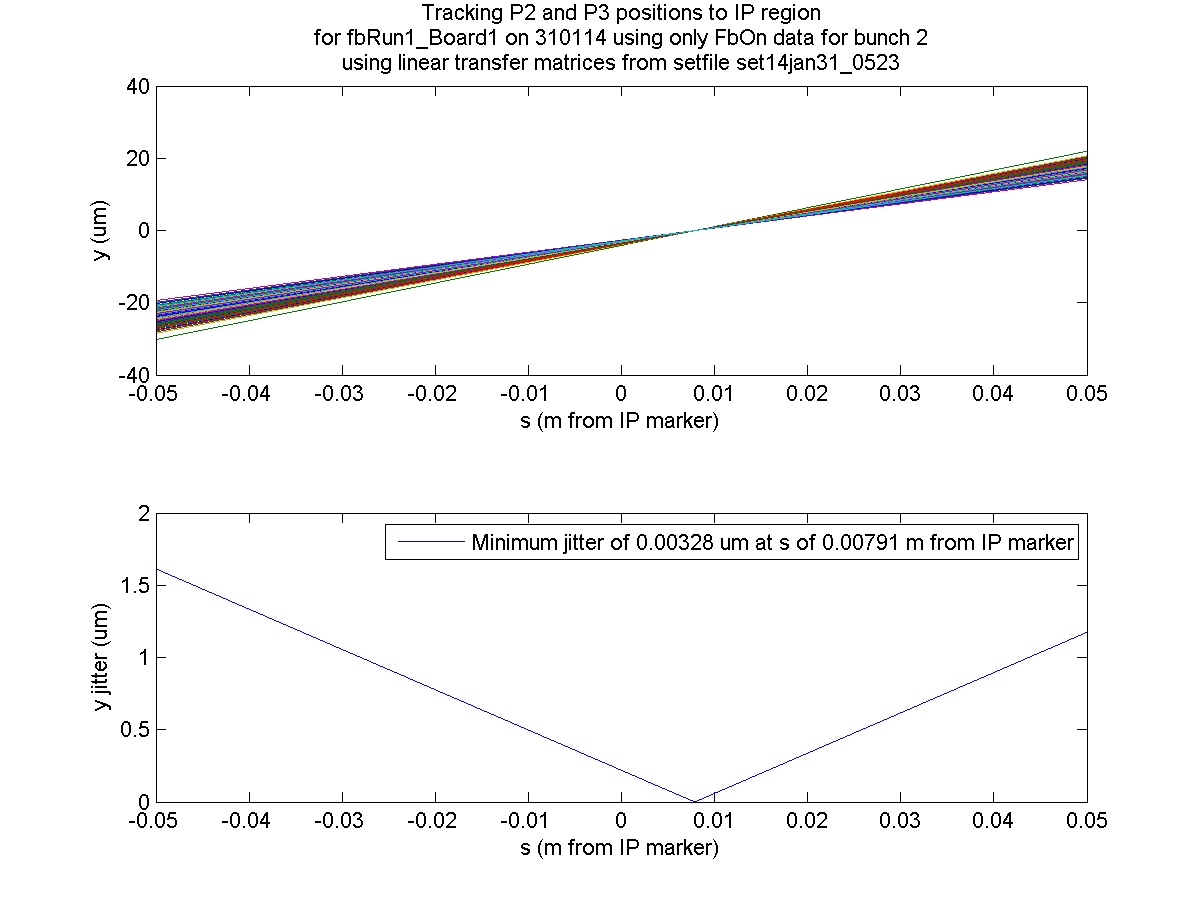 Tracking P2 and P3 positions to IP region
for fbRun1_Board1 on 310114 using only FbOn data for bunch 2
using linear transfer matrices from setfile set14jan31_0523
40
20
0
-20
-40
y (um)
-0.05 -0.04 -0.03 -0.02 -0.01 0 0.01 0.02 0.03 0.04 0.05
s (m from IP marker)
2
1.5
1
0.5
0
y jitter (um)
Minimum jitter of 0.00328 um at s of 0.00791 m from IP marker
-0.05 -0.04 -0.03 -0.02 -0.01 0 0.01 0.02 0.03 0.04 0.05
s (m from IP marker)